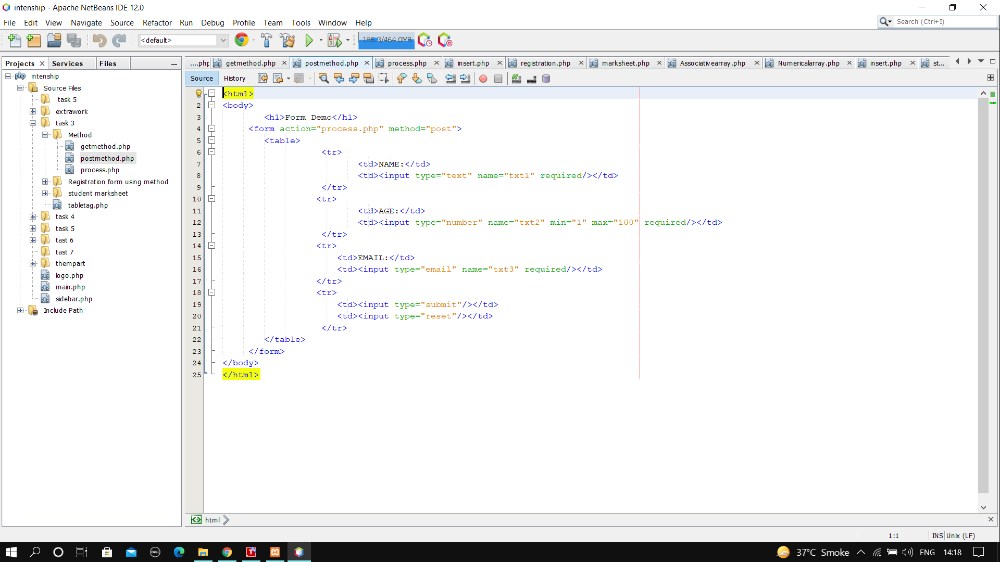 intenship - Apache NetBeans IDE 12.0
File Edit View Navigate Source Refactor Run Debug Profile Team Tools Window Help
Search (Ctrl+I)
<default>
186.3/464.0MB
Projects Services Files
....php getmethod.php postmethod.php process.php insert.php registration.php marksheet.php Associativearray.php Numericalarray.php insert.php st...
Source History
intenship
Source Files
task 5
extrawork
task 3
Method
getmethod.php
postmethod.php
process.php
Registration form using method
student marksheet
tabletag.php
task 4
task 5
tast 6
tast 7
thempart
logo.php
main.php
sidebar.php
Include Path
<html>
2 <body>
3 <h1>Form Demo</h1>
4 <form action="process.php" method="post">
5 <table>
6 <tr>
7 <td>NAME:</td>
8 <td><input type="text" name="txt1" required/></td>
9 </tr>
10 <tr>
11 <td>AGE:</td>
12 <td><input type="number" name="txt2" min="1" max="100" required/></td>
13 </tr>
14 <tr>
15 <td>EMAIL:</td>
16 <td><input type="email" name="txt3" required/></td>
17 </tr>
18 <tr>
19 <td><input type="submit"/></td>
20 <td><input type="reset"/></td>
21 </tr>
22 </table>
23 </form>
24 </body>
25 </html>
html
1:1 INS Unix (LF)
37°C Smoke ENG 14:18